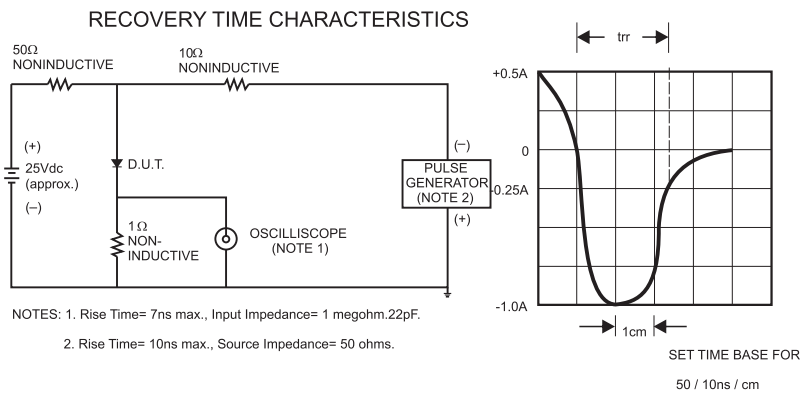 RECOVERY TIME CHARACTERISTICS
50Ω
NONINDUCTIVE
10Ω
NONINDUCTIVE
(+)
25Vdc
(approx.)
(–)
D.U.T.
1Ω
NON-
INDUCTIVE
OSCILLISCOPE
(NOTE 1)
(–)
PULSE
GENERATOR
(NOTE 2)
(+)
trr
+0.5A
0
-0.25A
-1.0A
1cm
NOTES: 1. Rise Time= 7ns max., Input Impedance= 1 megohm.22pF.
2. Rise Time= 10ns max., Source Impedance= 50 ohms.
SET TIME BASE FOR
50 / 10ns / cm